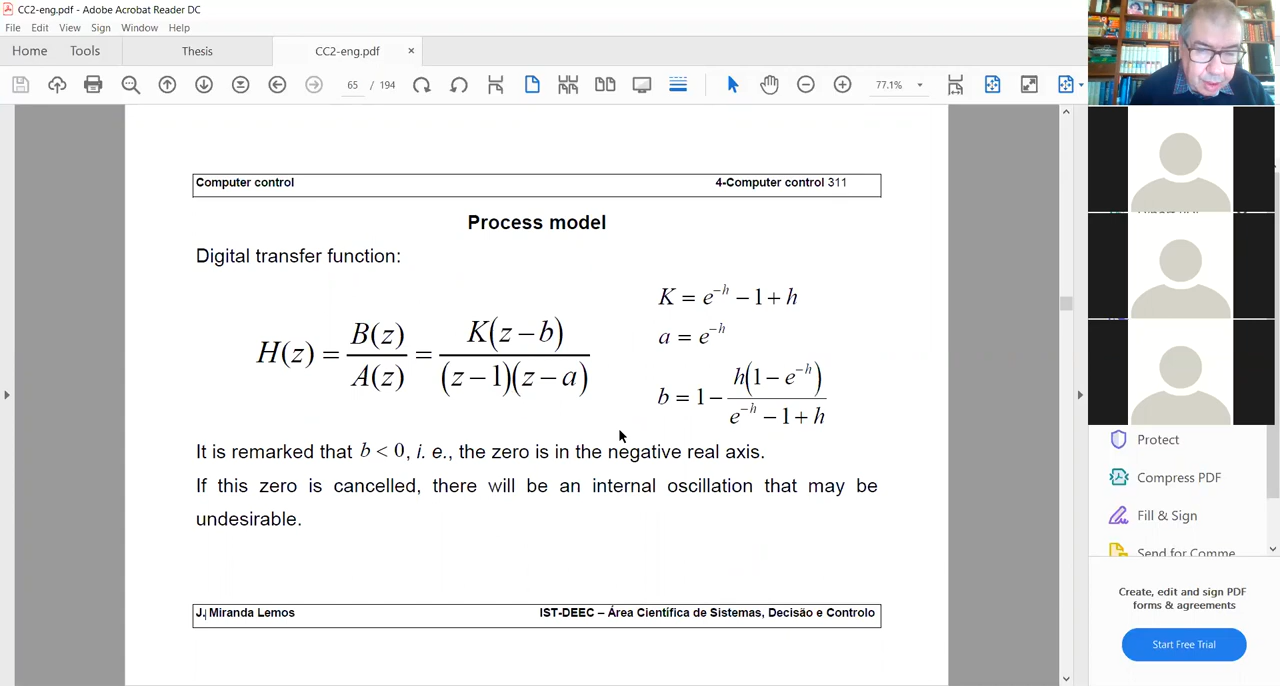 CC2-eng.pdf - Adobe Acrobat Reader DC
File Edit View Sign Window Help
Home Tools Thesis CC2-eng.pdf ×
65 / 194 77.1%
Computer control 4-Computer control 311
Process model
Digital transfer function:
H(z) = B(z)/A(z) = K(z−b)/((z−1)(z−a))
K = e^{−h} −1+h
a = e^{−h}
b = 1− h(1−e^{−h})/(e^{−h} −1+h)
It is remarked that b < 0, i. e., the zero is in the negative real axis.
If this zero is cancelled, there will be an internal oscillation that may be
undesirable.
J. Miranda Lemos IST-DEEC – Área Científica de Sistemas, Decisão e Controlo
Protect
Compress PDF
Fill & Sign
Send for Comme
Create, edit and sign PDF
forms & agreements
Start Free Trial